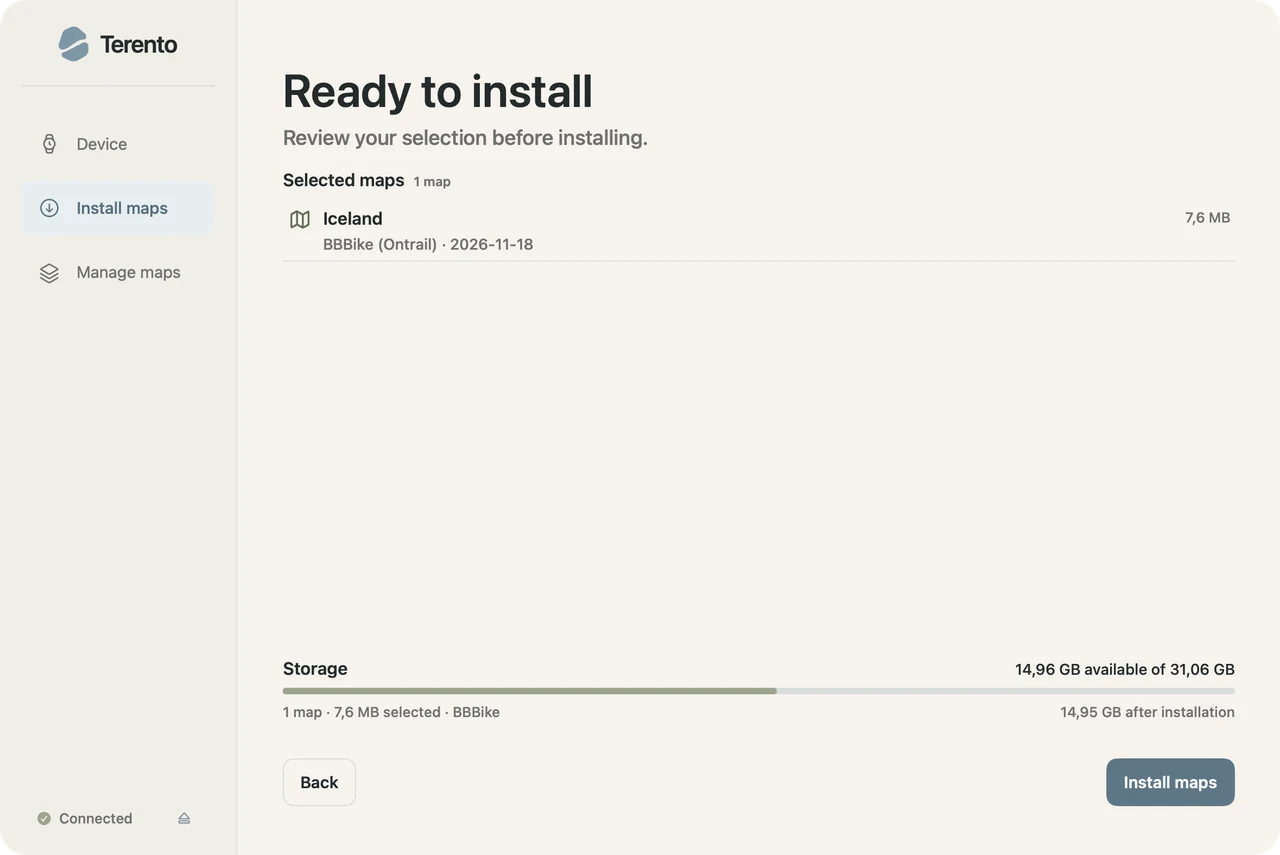 Terento
Device
Install maps
Manage maps
Connected
Ready to install
Review your selection before installing.
Selected maps 1 map
Iceland 7,6 MB
BBBike (Ontrail) · 2026-11-18
Storage 14,96 GB available of 31,06 GB
1 map · 7,6 MB selected · BBBike 14,95 GB after installation
Back Install maps